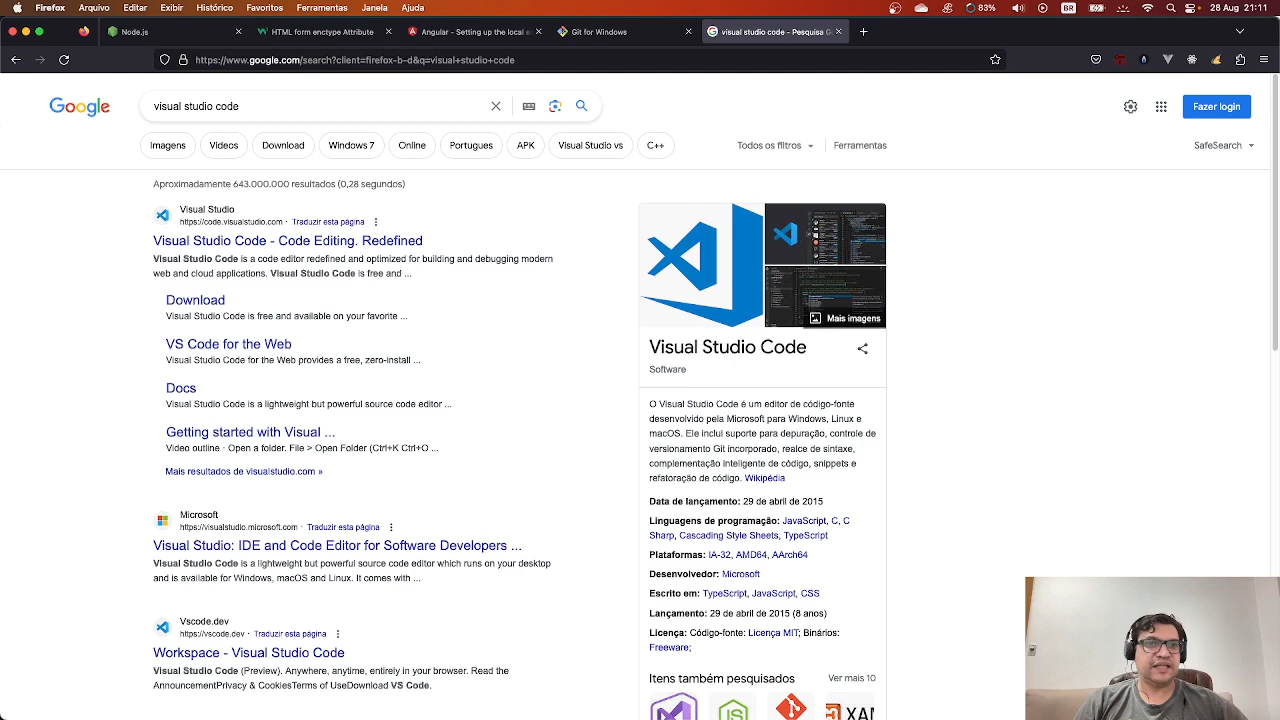 Firefox Arquivo Editar 83% BR 28 Aug 21:11
Node.js HTML form enctype Attribute Angular - Setting up the local e Git for Windows visual studio code - Pesquisa G
https://www.google.com/search?client=firefox-b-d&q=visual+studio+code
Google visual studio code Fazer login
Imagens Vídeos Download Windows 7 Online Portugues APK Visual Studio vs C++ Todos os filtros Ferramentas SafeSearch
Aproximadamente 643.000.000 resultados (0,28 segundos)
Visual Studio
https://code.visualstudio.com · Traduzir esta página
Visual Studio Code - Code Editing. Redefined
Visual Studio Code is a code editor redefined and optimized for building and debugging modern
web and cloud applications. Visual Studio Code is free and ...
Download
Visual Studio Code is free and available on your favorite ...
VS Code for the Web
Visual Studio Code for the Web provides a free, zero-install ...
Docs
Visual Studio Code is a lightweight but powerful source code editor ...
Getting started with Visual ...
Video outline · Open a folder. File > Open Folder (Ctrl+K Ctrl+O ...
Mais resultados de visualstudio.com »
Microsoft
https://visualstudio.microsoft.com · Traduzir esta página
Visual Studio: IDE and Code Editor for Software Developers ...
Visual Studio Code is a lightweight but powerful source code editor which runs on your desktop
and is available for Windows, macOS and Linux. It comes with ...
Vscode.dev
https://vscode.dev · Traduzir esta página
Workspace - Visual Studio Code
Visual Studio Code (Preview). Anywhere, anytime, entirely in your browser. Read the
AnnouncementPrivacy & CookiesTerms of UseDownload VS Code.
Mais imagens
Visual Studio Code
Software
O Visual Studio Code é um editor de código-fonte
desenvolvido pela Microsoft para Windows, Linux e
macOS. Ele inclui suporte para depuração, controle de
versionamento Git incorporado, realce de sintaxe,
complementação inteligente de código, snippets e
refatoração de código. Wikipédia
Data de lançamento: 29 de abril de 2015
Linguagens de programação: JavaScript, C, C
Sharp, Cascading Style Sheets, TypeScript
Plataformas: IA-32, AMD64, AArch64
Desenvolvedor: Microsoft
Escrito em: TypeScript, JavaScript, CSS
Lançamento: 29 de abril de 2015 (8 anos)
Licença: Código-fonte: Licença MIT; Binários:
Freeware;
Itens também pesquisados Ver mais 10
XAM